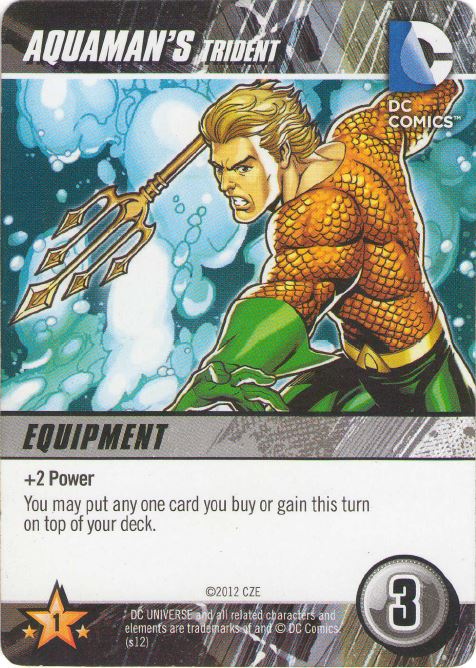 AQUAMAN'S TRIDENT
DC
DC
COMICS™
EQUIPMENT
+2 Power
You may put any one card you buy or gain this turn
on top of your deck.
©2012 CZE
1
DC UNIVERSE and all related characters and
elements are trademarks of and © DC Comics.
(s12)
3